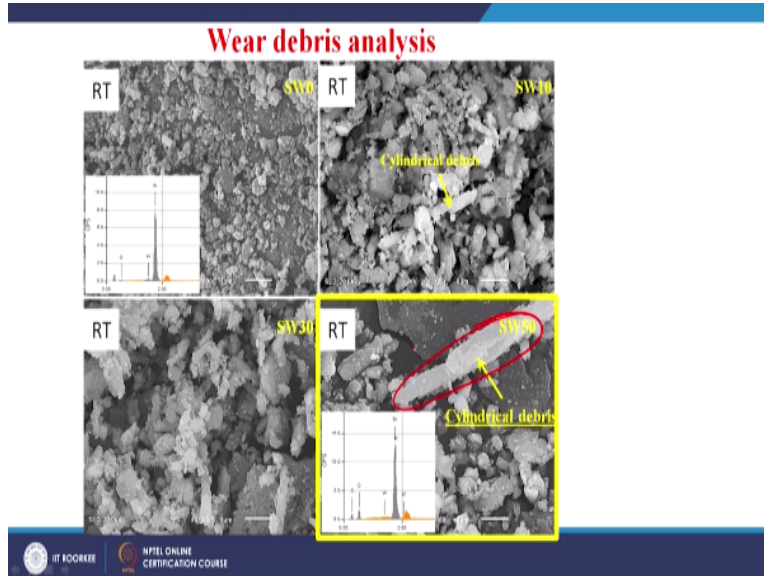 Wear debris analysis
RT
SW0
RT
SW10
Cylindrical debris
RT
SW30
RT
SW50
Cylindrical debris
IIT ROORKEE
NPTEL ONLINE
CERTIFICATION COURSE